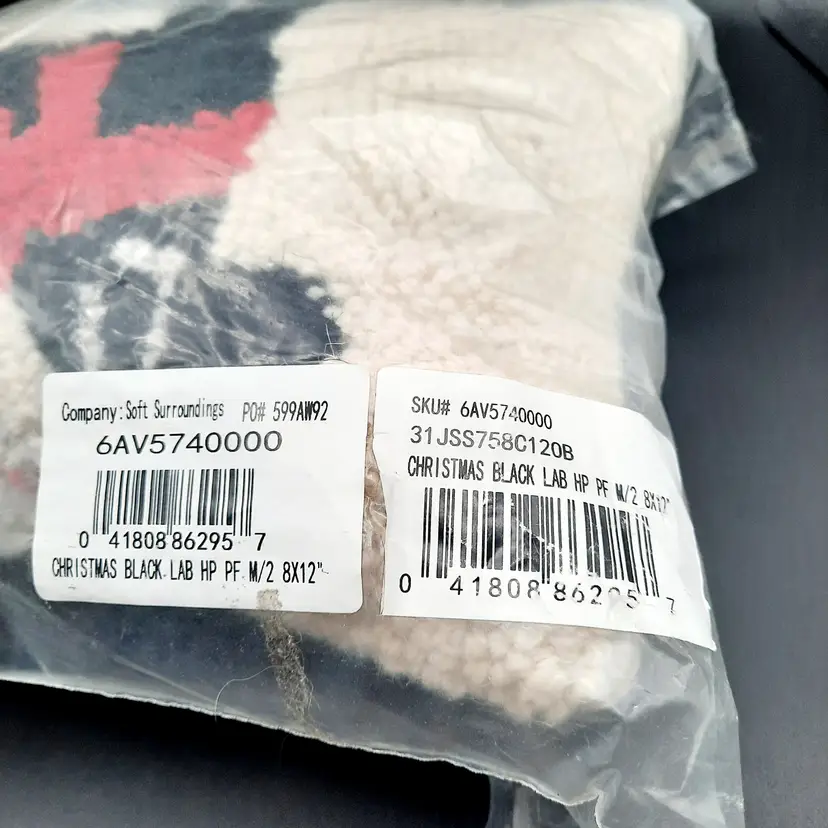 Company:Soft Surroundings PO# 599AW92
6AV5740000
0 41808 86295 7
CHRISTMAS BLACK LAB HP PF M/2 8X12"
SKU# 6AV5740000
31JSS758C120B
CHRISTMAS BLACK LAB HP PF M/2 8X12"
0 41808 86295 7